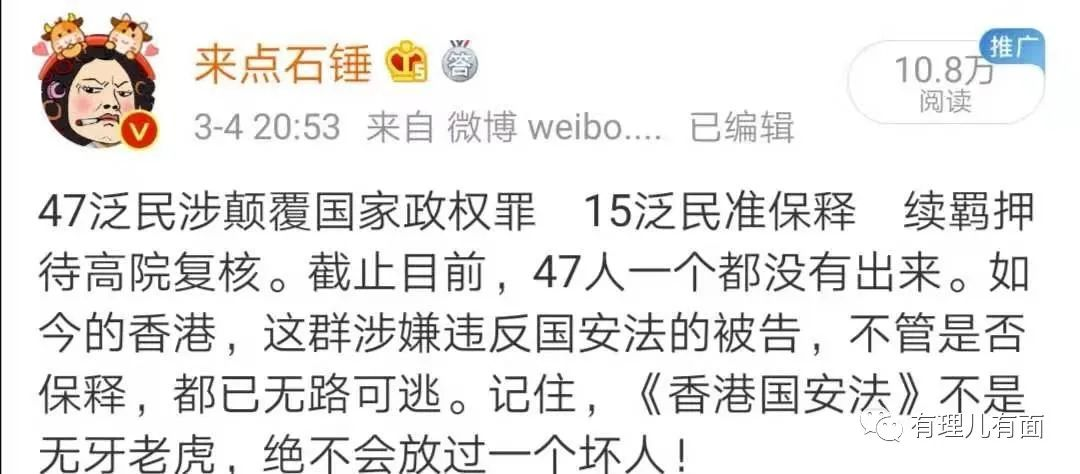 来点石锤
答
推广
10.8万
阅读
3-4 20:53 来自 微博 weibo.... 已编辑
47泛民涉颠覆国家政权罪 15泛民准保释 续羁押
待高院复核。截止目前，47人一个都没有出来。如
今的香港，这群涉嫌违反国安法的被告，不管是否
保释，都已无路可逃。记住，《香港国安法》不是
无牙老虎，绝不会放过一个坏人！
有理儿有面